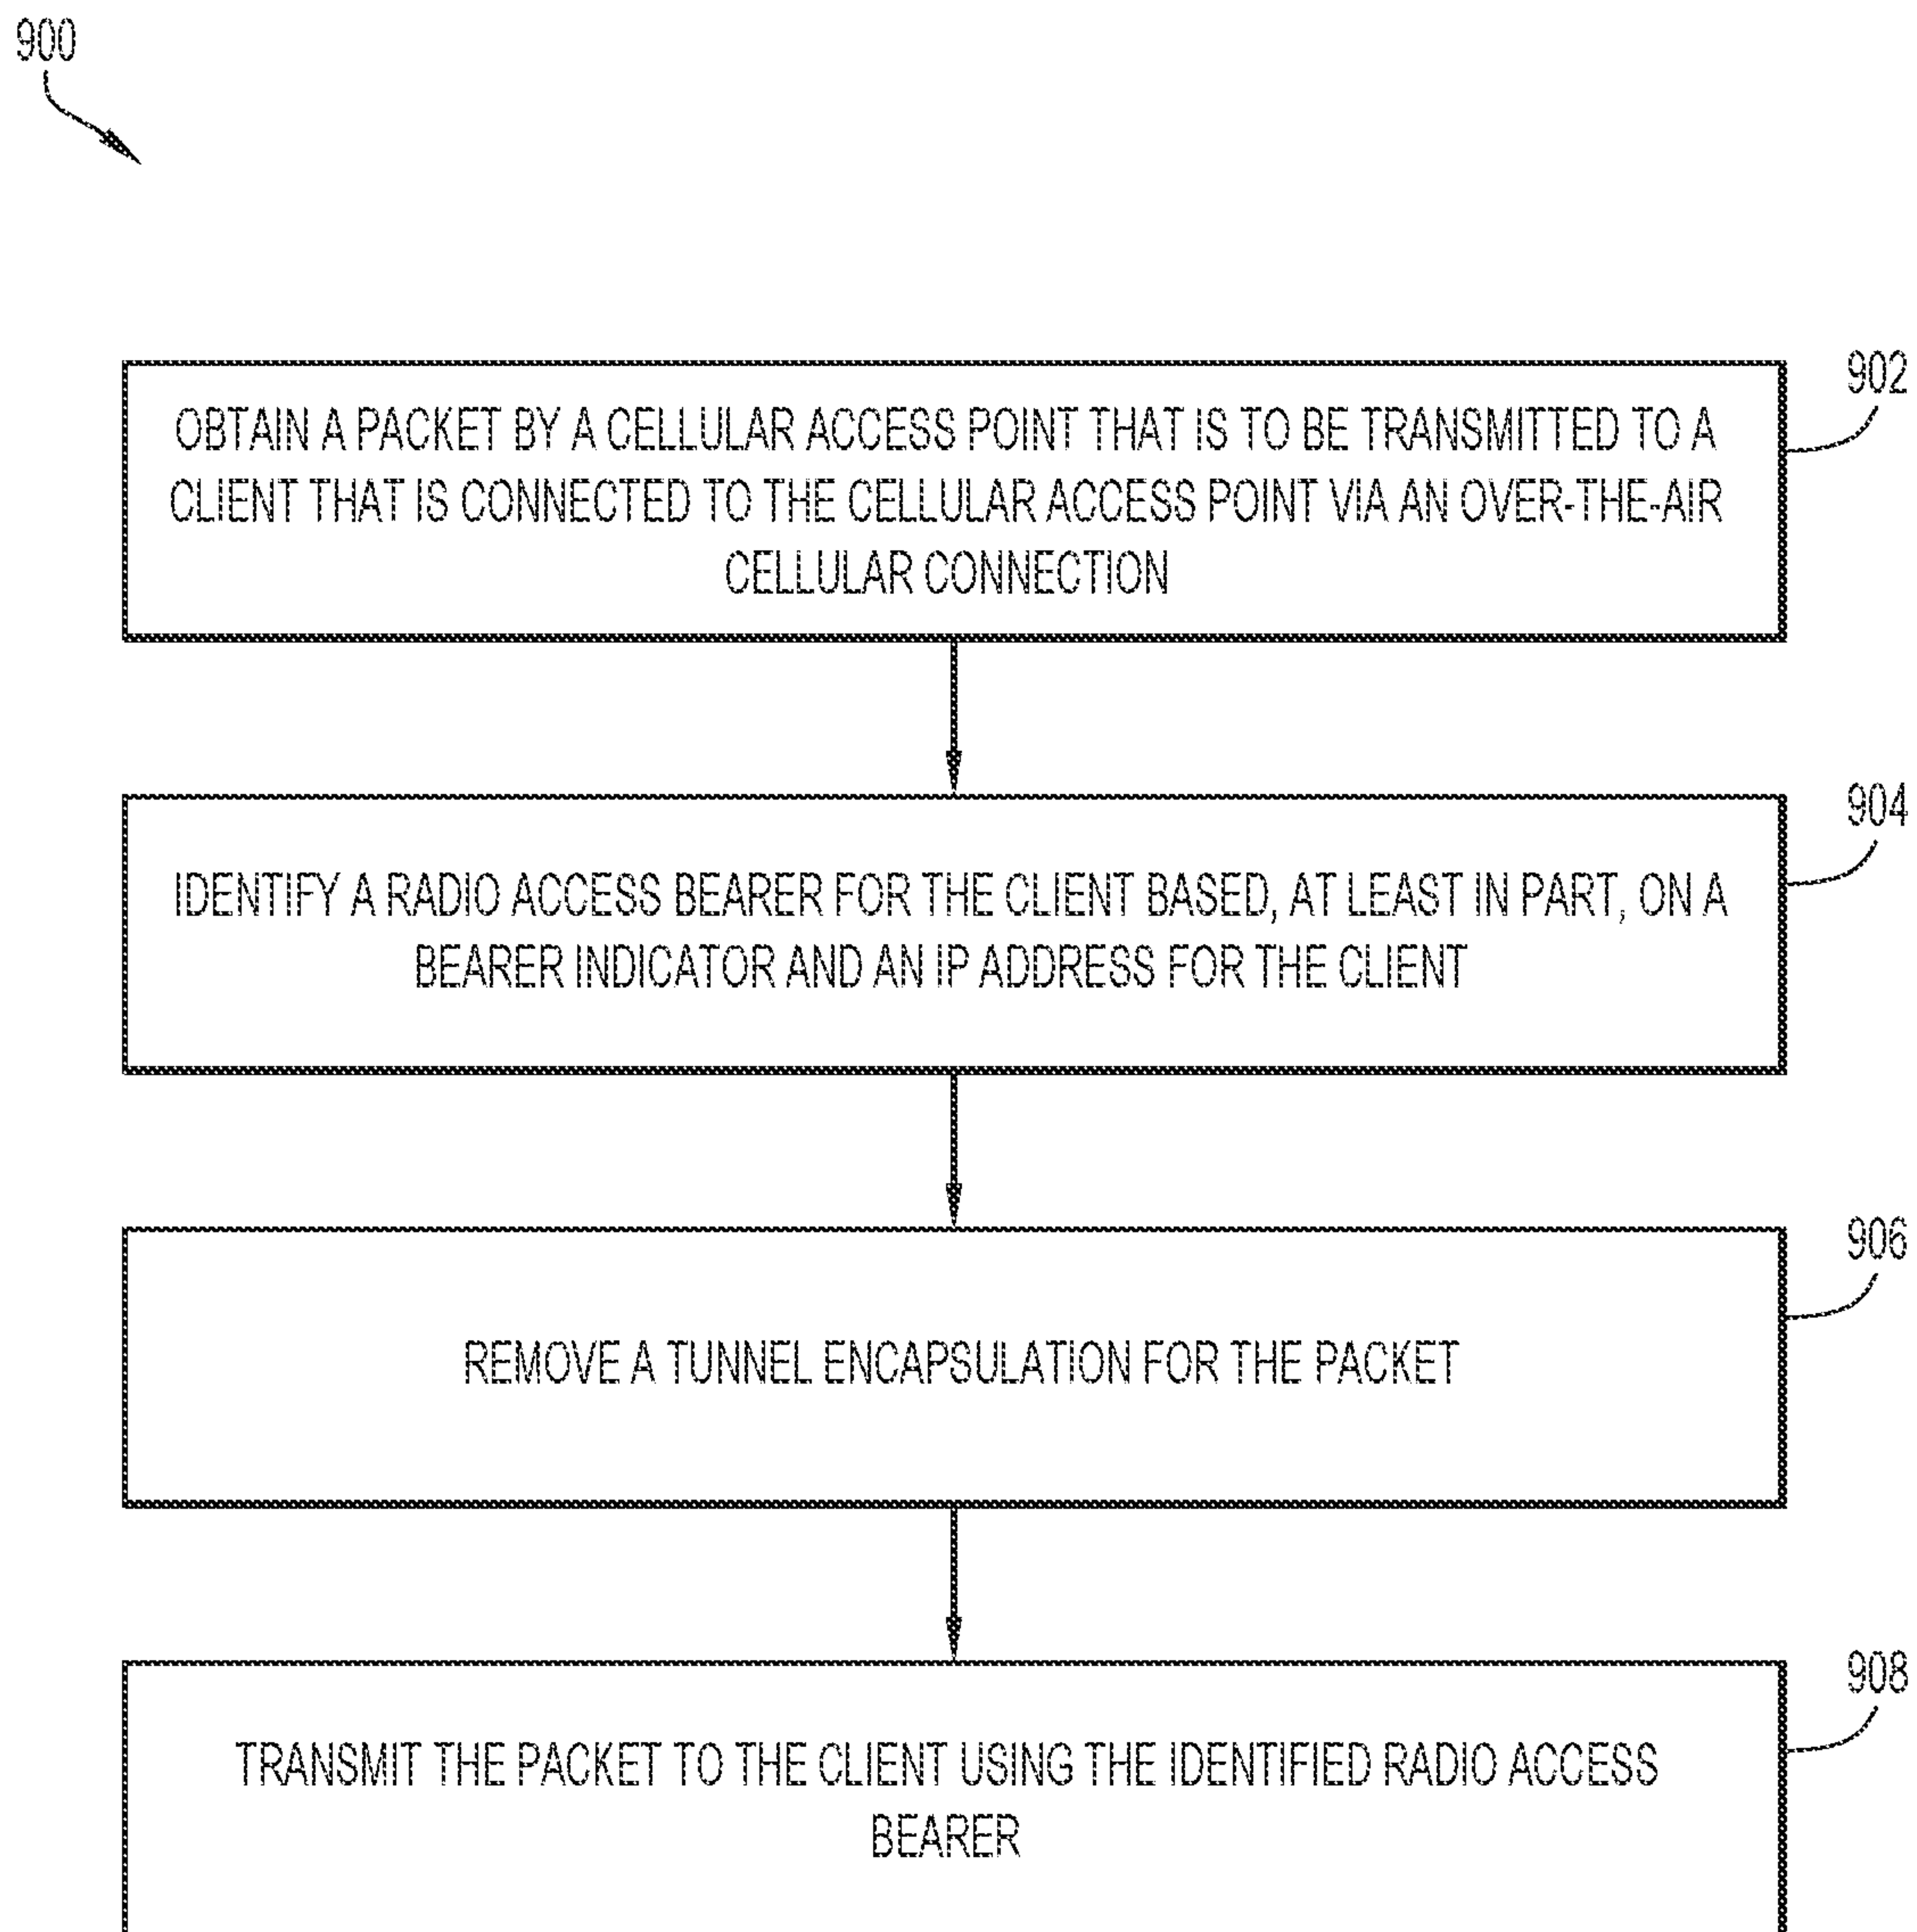 900
902
OBTAIN A PACKET BY A CELLULAR ACCESS POINT THAT IS TO BE TRANSMITTED TO A
CLIENT THAT IS CONNECTED TO THE CELLULAR ACCESS POINT VIA AN OVER-THE-AIR
CELLULAR CONNECTION
904
IDENTIFY A RADIO ACCESS BEARER FOR THE CLIENT BASED, AT LEAST IN PART, ON A
BEARER INDICATOR AND AN IP ADDRESS FOR THE CLIENT
906
REMOVE A TUNNEL ENCAPSULATION FOR THE PACKET
908
TRANSMIT THE PACKET TO THE CLIENT USING THE IDENTIFIED RADIO ACCESS
BEARER